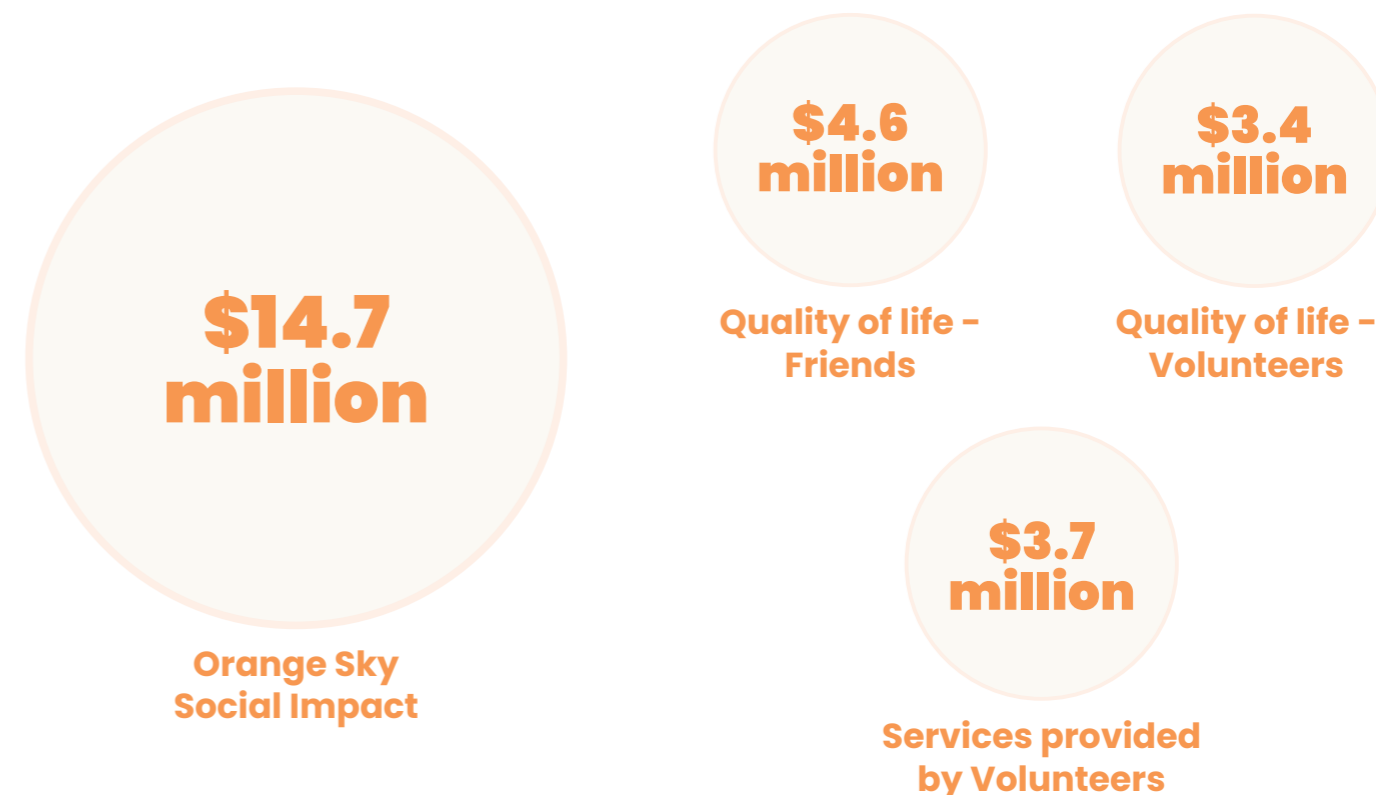 $14.7
million
Orange Sky
Social Impact
$4.6
million
Quality of life -
Friends
$3.4
million
Quality of life -
Volunteers
$3.7
million
Services provided
by Volunteers